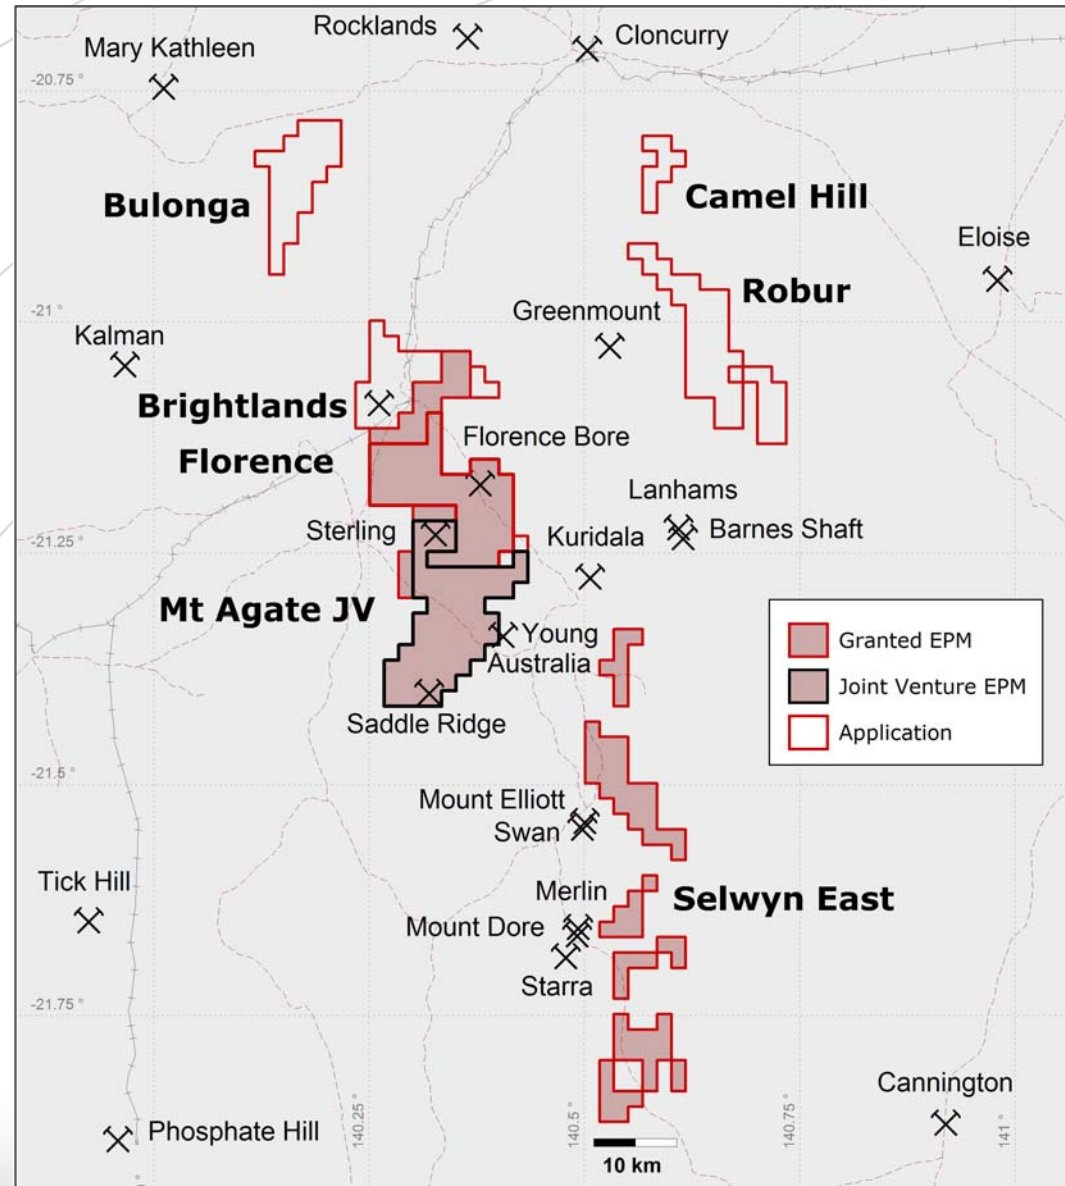 Rocklands
Cloncurry
Mary Kathleen
-20.75 °
Bulonga
Camel Hill
Eloise
Robur
Greenmount
-21 °
Kalman
Brightlands
Florence Bore
Florence
Lanhams
Sterling
Kuridala
Barnes Shaft
-21.25 °
Mt Agate JV
Young
Australia
Granted EPM
Joint Venture EPM
Application
Saddle Ridge
-21.5 °
Mount Elliott
Swan
Tick Hill
Merlin
Selwyn East
Mount Dore
Starra
-21.75 °
Cannington
140.25 °
140.5 °
140.75 °
141 °
Phosphate Hill
10 km